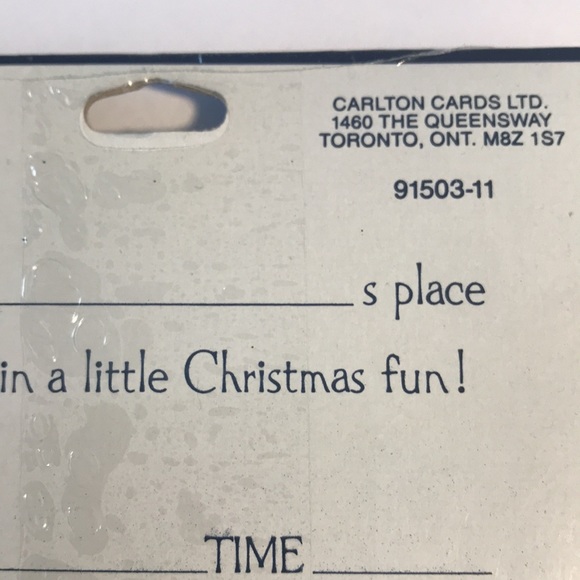 CARLTON CARDS LTD.
1460 THE QUEENSWAY
TORONTO, ONT. M8Z 1S7
91503-11
s place
in a little Christmas fun!
TIME